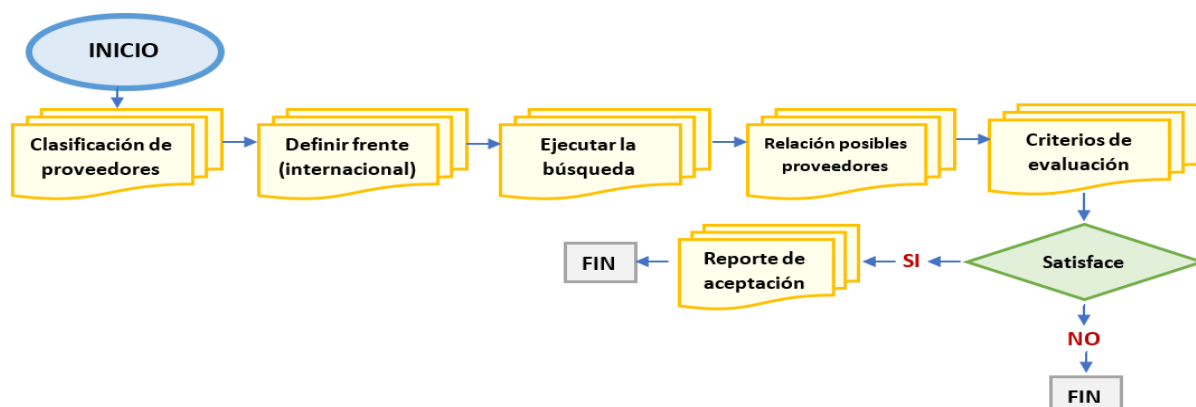 INICIO
Clasificación de
proveedores
Definir frente
(internacional)
Ejecutar la
búsqueda
Relación posibles
proveedores
Criterios de
evaluación
Satisface
SI
Reporte de
aceptación
FIN
NO
FIN